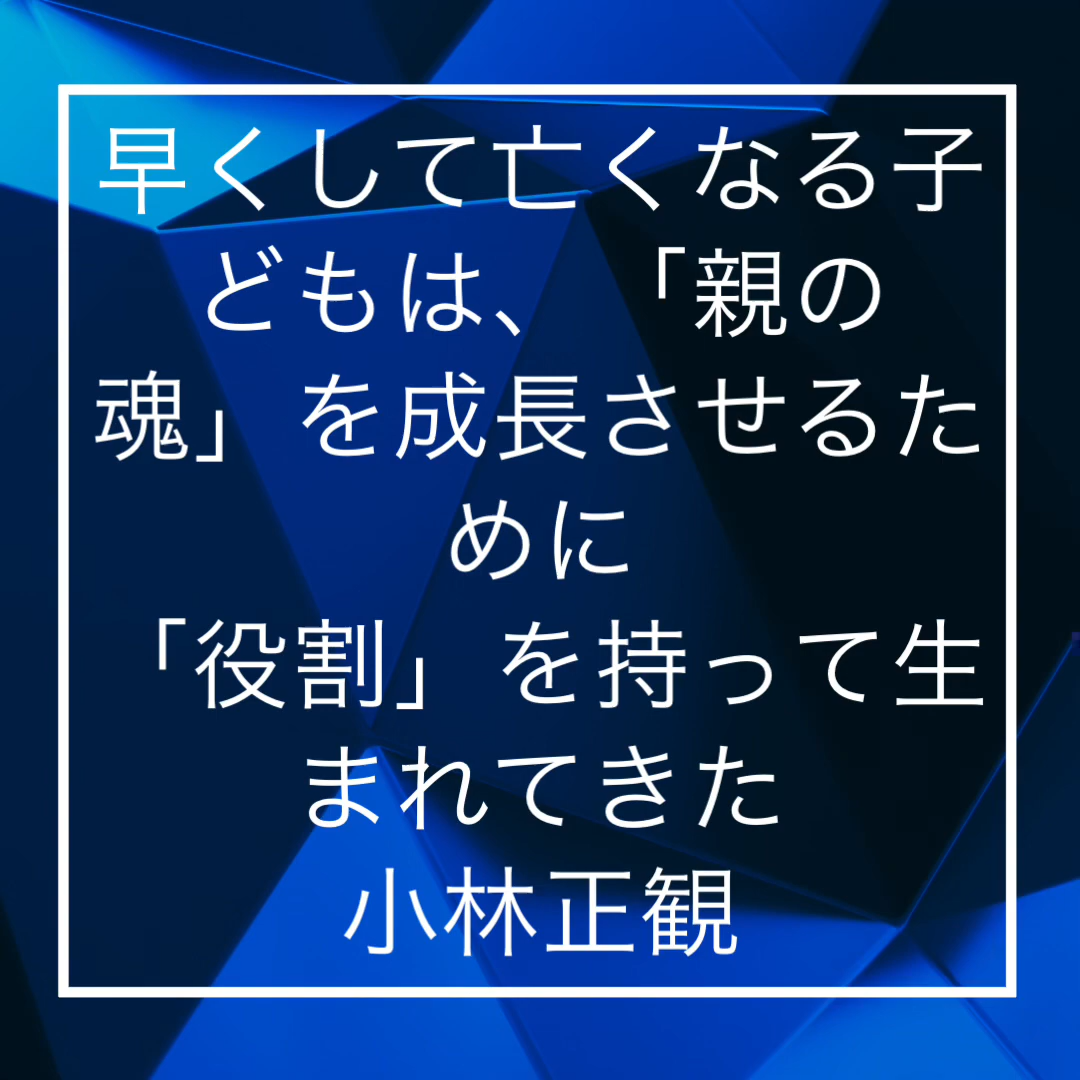 早くして亡くなる子
どもは、「親の
魂」を成長させるた
めに
「役割」を持って生
まれてきた
小林正観